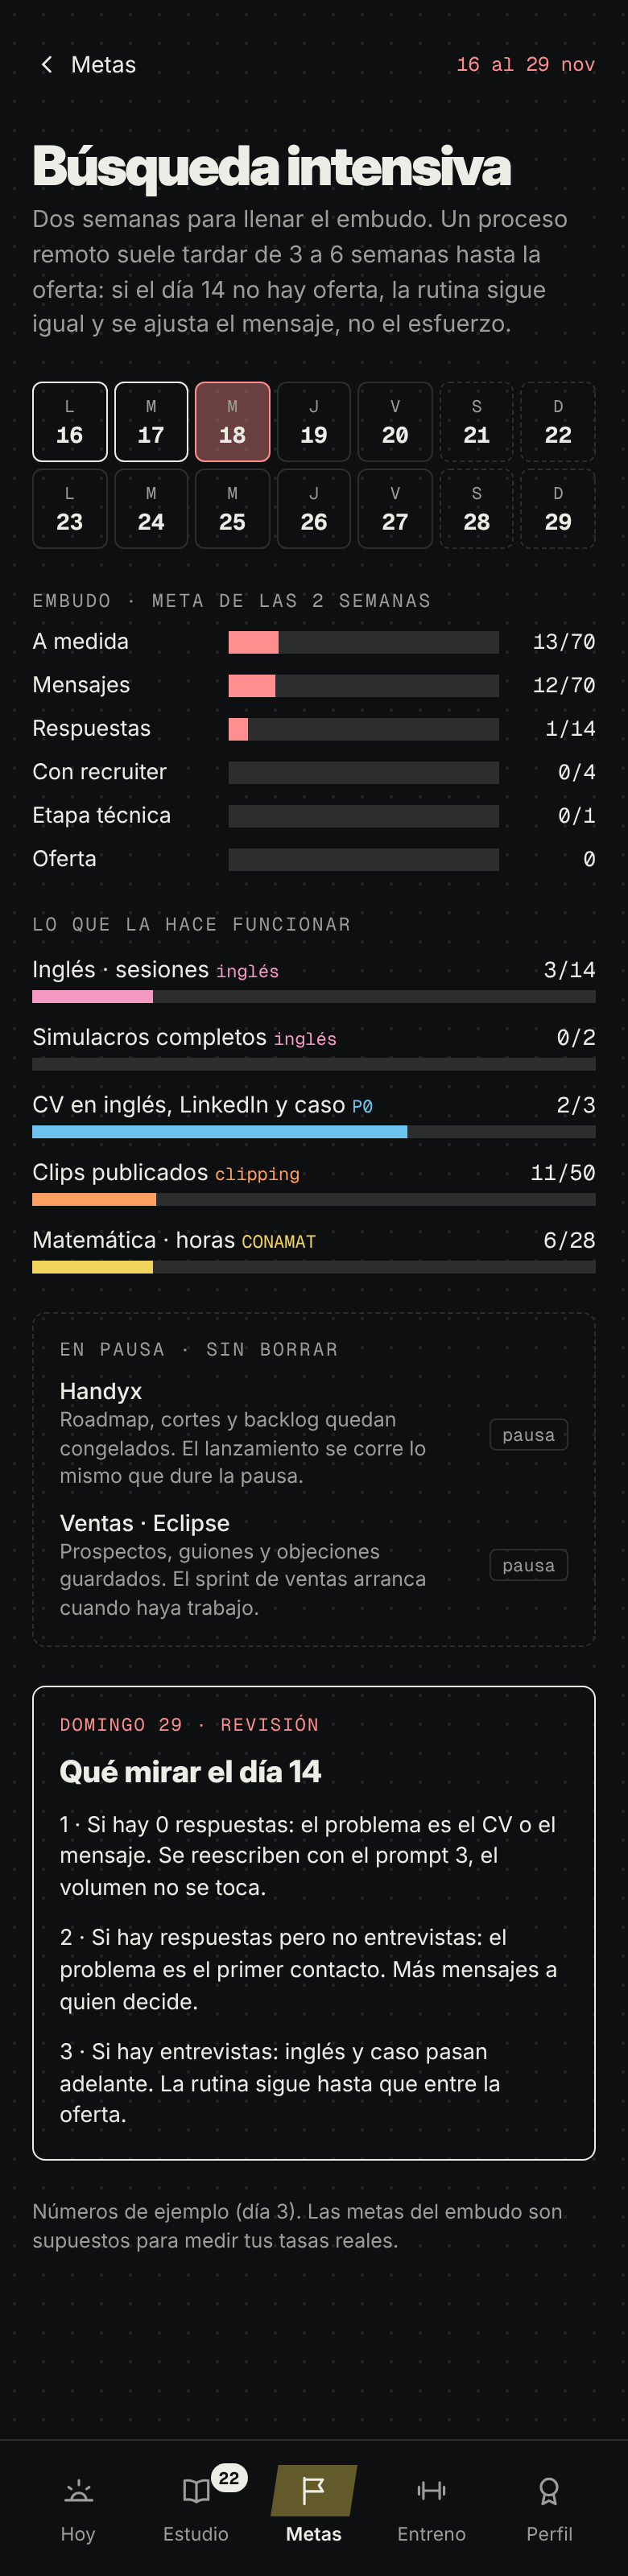 Metas
16 al 29 nov
Búsqueda intensiva
Dos semanas para llenar el embudo. Un proceso
remoto suele tardar de 3 a 6 semanas hasta la
oferta: si el día 14 no hay oferta, la rutina sigue
igual y se ajusta el mensaje, no el esfuerzo.
L M M J V S D
16 17 18 19 20 21 22
L M M J V S D
23 24 25 26 27 28 29
EMBUDO · META DE LAS 2 SEMANAS
A medida 13/70
Mensajes 12/70
Respuestas 1/14
Con recruiter 0/4
Etapa técnica 0/1
Oferta 0
LO QUE LA HACE FUNCIONAR
Inglés · sesiones inglés 3/14
Simulacros completos inglés 0/2
CV en inglés, LinkedIn y caso P0 2/3
Clips publicados clipping 11/50
Matemática · horas CONAMAT 6/28
EN PAUSA · SIN BORRAR
Handyx
Roadmap, cortes y backlog quedan
congelados. El lanzamiento se corre lo
mismo que dure la pausa.
pausa
Ventas · Eclipse
Prospectos, guiones y objeciones
guardados. El sprint de ventas arranca
cuando haya trabajo.
pausa
DOMINGO 29 · REVISIÓN
Qué mirar el día 14
1 · Si hay 0 respuestas: el problema es el CV o el
mensaje. Se reescriben con el prompt 3, el
volumen no se toca.
2 · Si hay respuestas pero no entrevistas: el
problema es el primer contacto. Más mensajes a
quien decide.
3 · Si hay entrevistas: inglés y caso pasan
adelante. La rutina sigue hasta que entre la
oferta.
Números de ejemplo (día 3). Las metas del embudo son
supuestos para medir tus tasas reales.
22
Hoy Estudio Metas Entreno Perfil